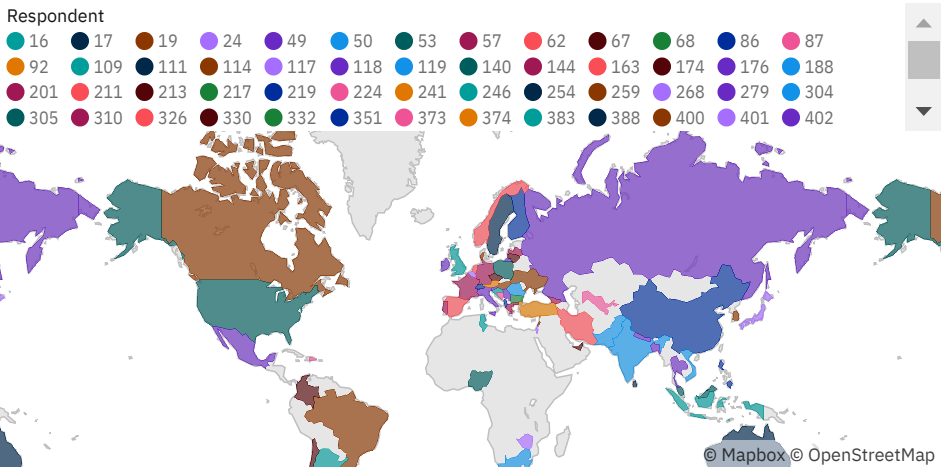 Respondent
16 17 19 24 49 50 53 57 62 67 68 86 87
92 109 111 114 117 118 119 140 144 163 174 176 188
201 211 213 217 219 224 241 246 254 259 268 279 304
305 310 326 330 332 351 373 374 383 388 400 401 402
© Mapbox © OpenStreetMap